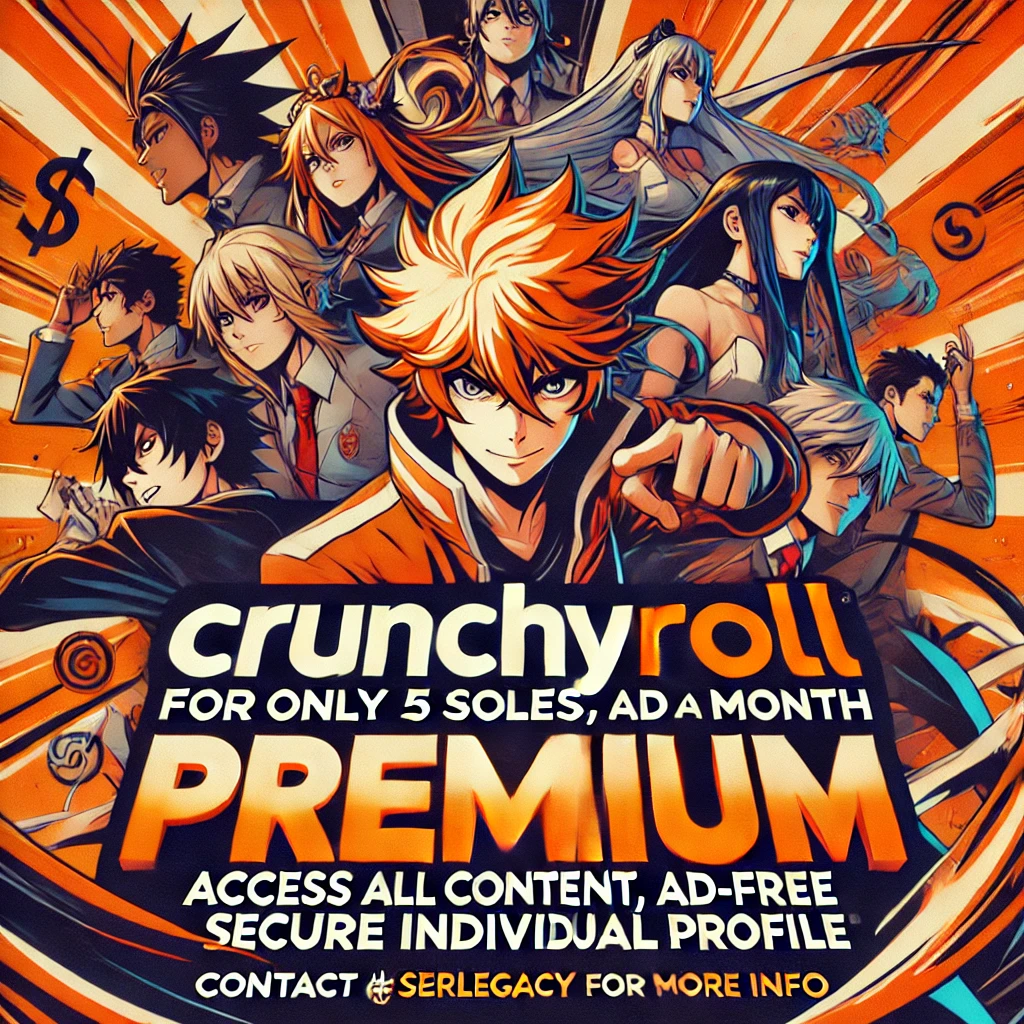 $
crunchyroll
FOR ONLY 5 SOLES, AD A MONTH
PREMIUM
ACCESS ALL CONTENT, AD-FREE
SECURE INDIVIDUAL PROFILE
CONTACT SERLEGACY FOR MORE INFO